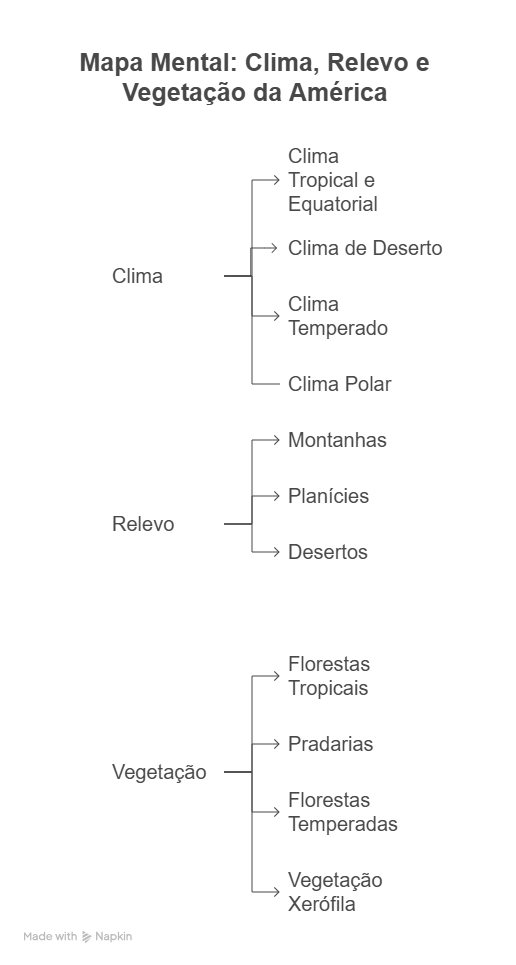 Mapa Mental: Clima, Relevo e
Vegetação da América
Clima
Clima
Tropical e
Equatorial
Clima de Deserto
Clima
Temperado
Clima Polar
Relevo
Montanhas
Planícies
Desertos
Vegetação
Florestas
Tropicais
Pradarias
Florestas
Temperadas
Vegetação
Xerófila
Made with Napkin